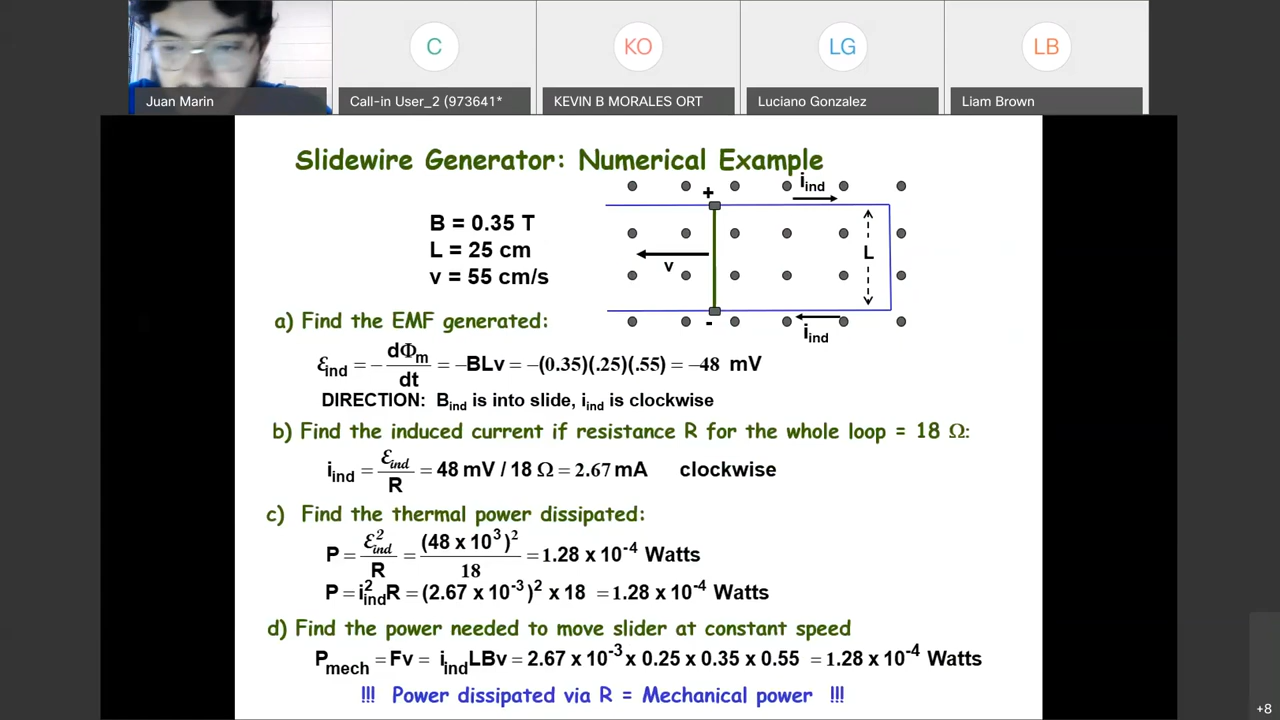 C
KO
LG
LB
Juan Marin
Call-in User_2 (973641*
KEVIN B MORALES ORT
Luciano Gonzalez
Liam Brown
Slidewire Generator: Numerical Example
+
i_ind
B = 0.35 T
L = 25 cm
v = 55 cm/s
v
L
-
i_ind
a) Find the EMF generated:
ℰ_ind = − dΦ_m/dt = −BLv = −(0.35)(.25)(.55) = −48 mV
DIRECTION: B_ind is into slide, i_ind is clockwise
b) Find the induced current if resistance R for the whole loop = 18 Ω:
i_ind = ℰ_ind/R = 48 mV / 18 Ω = 2.67 mA clockwise
c) Find the thermal power dissipated:
P = ℰ²_ind/R = (48 x 10³)²/18 = 1.28 x 10⁻⁴ Watts
P = i²_ind R = (2.67 x 10⁻³)² x 18 = 1.28 x 10⁻⁴ Watts
d) Find the power needed to move slider at constant speed
P_mech = Fv = i_ind LBv = 2.67 x 10⁻³ x 0.25 x 0.35 x 0.55 = 1.28 x 10⁻⁴ Watts
!!! Power dissipated via R = Mechanical power !!!
+8